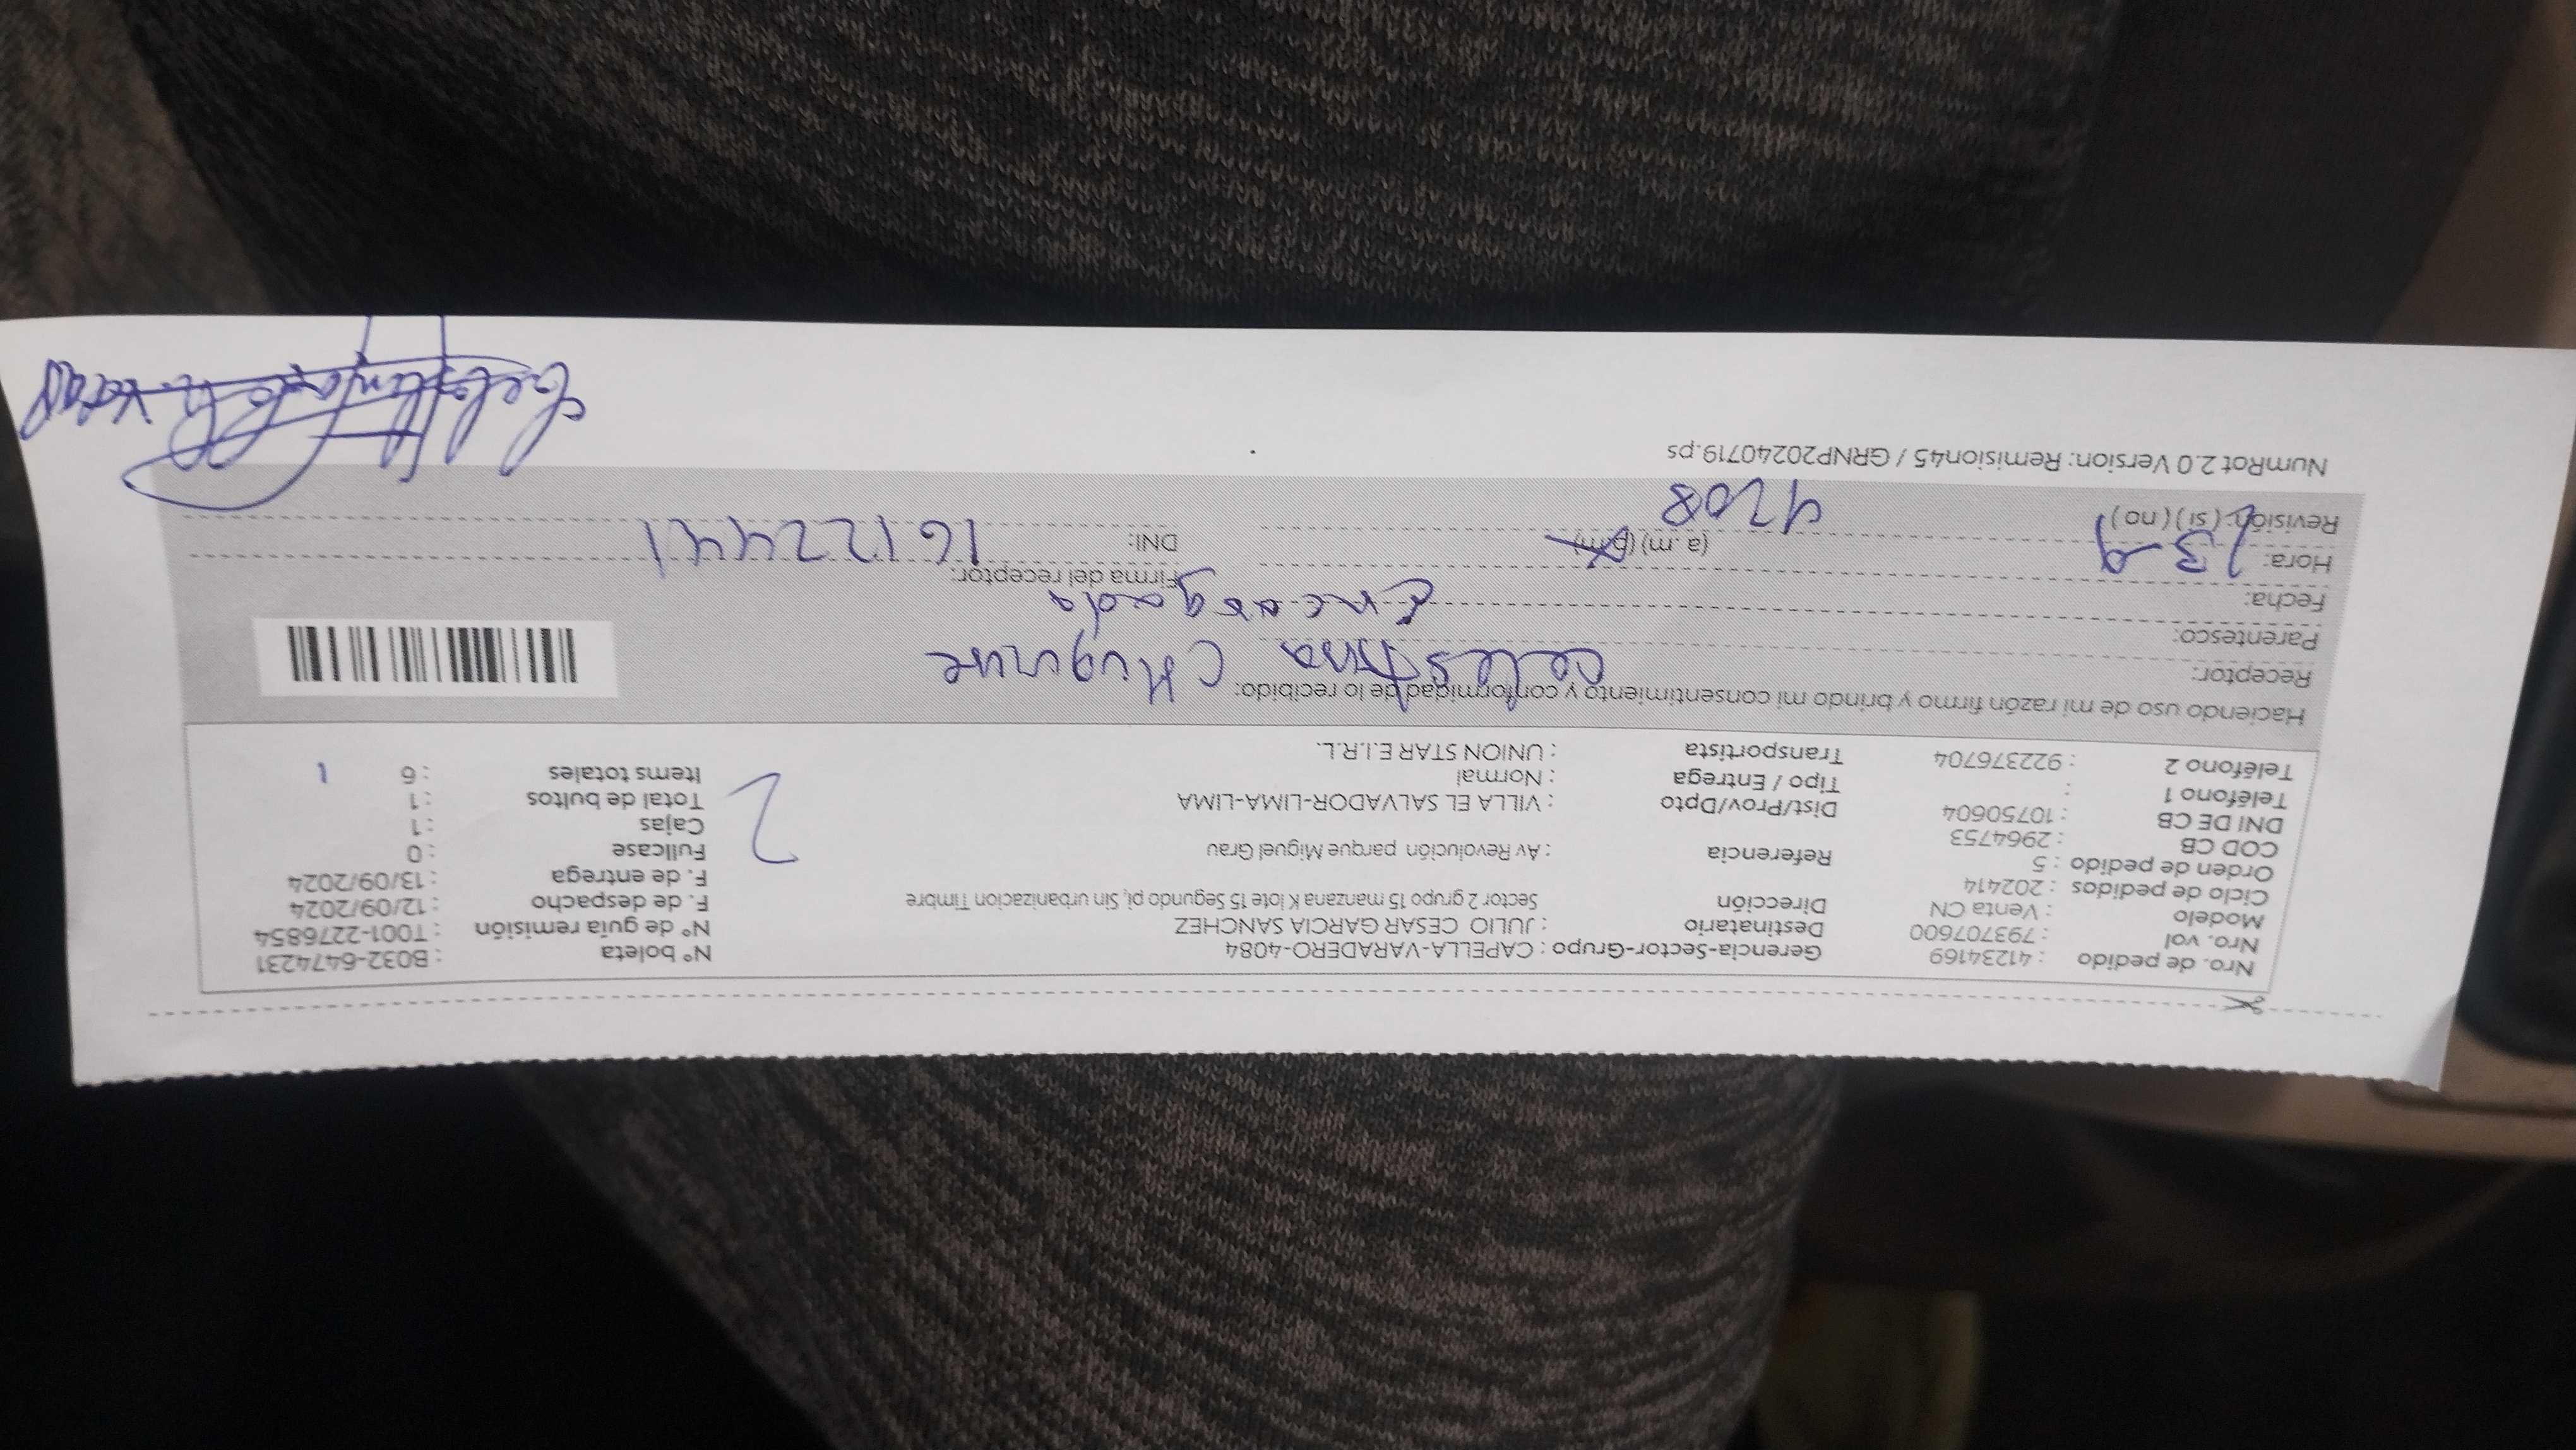 Nro. de pedido : 41234169 Gerencia-Sector-Grupo : CAPELLA-VARADERO-4084 N° boleta : B032-6474231
Nro. vol : 793707600 Destinatario : JULIO CESAR GARCIA SANCHEZ N° de guía remisión : T001-2276854
Modelo : Venta CN Dirección Sector 2 grupo 15 manzana K lote 15 Segundo pi, Sin urbanizacion Timbre F. de despacho : 12/09/2024
Ciclo de pedidos : 202414 F. de entrega : 13/09/2024
Orden de pedido : 5 Referencia : Av Revolución parque Miguel Grau Fullcase : 0
COD CB : 2964753 Cajas : 1 2
DNI DE CB : 10750604 Dist/Prov/Dpto : VILLA EL SALVADOR-LIMA-LIMA Total de bultos : 1
Teléfono 1 : Tipo / Entrega : Normal Items totales : 6 1
Teléfono 2 : 922376704 Transportista : UNION STAR E.I.R.L.
Haciendo uso de mi razón firmo y brindo mi consentimiento y conformidad de lo recibido:
Receptor: Celestina
Parentesco: Encargada
Fecha: 13-9
Hora: (a.m) (p.m) Firma del receptor:
Revisión: (si) (no) 4208 DNI: 16122441
NumRot 2.0 Version: Remision45 / GRNP20240719.ps